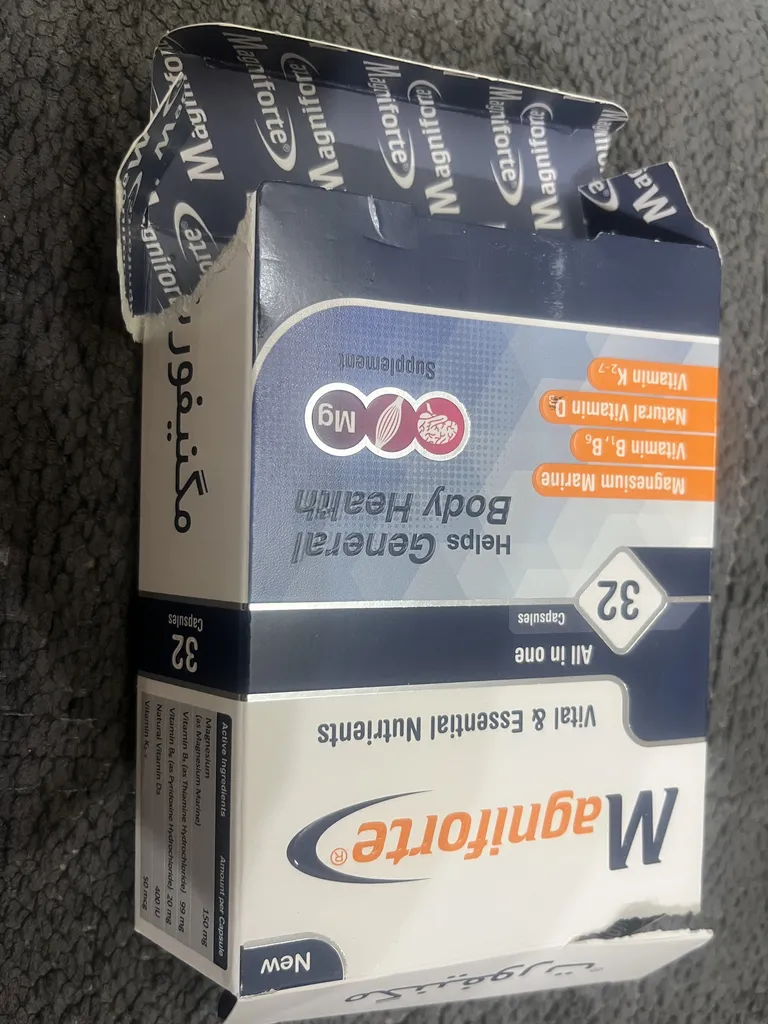 Magniforte®
New
Vital & Essential Nutrients
All in one
32
Capsules
Helps General
Body Health
Magnesium Marine
Vitamin B1, B6
Natural Vitamin D3
Vitamin K2-7
Mg
Supplement
مگنیفورت
32
Capsules
Active Ingredients Amount per Capsule
Magnesium
(as Magnesium Marine) 150 mg
Vitamin B1 (as Thiamine Hydrochloride) 99 mg
Vitamin B6 (as Pyridoxine Hydrochloride) 20 mg
Natural Vitamin D3 400 IU
Vitamin K2-7 50 mcg
مگنیفورت
Magniforte
Magniforte
Magniforte
Magniforte
Magniforte
Magniforte